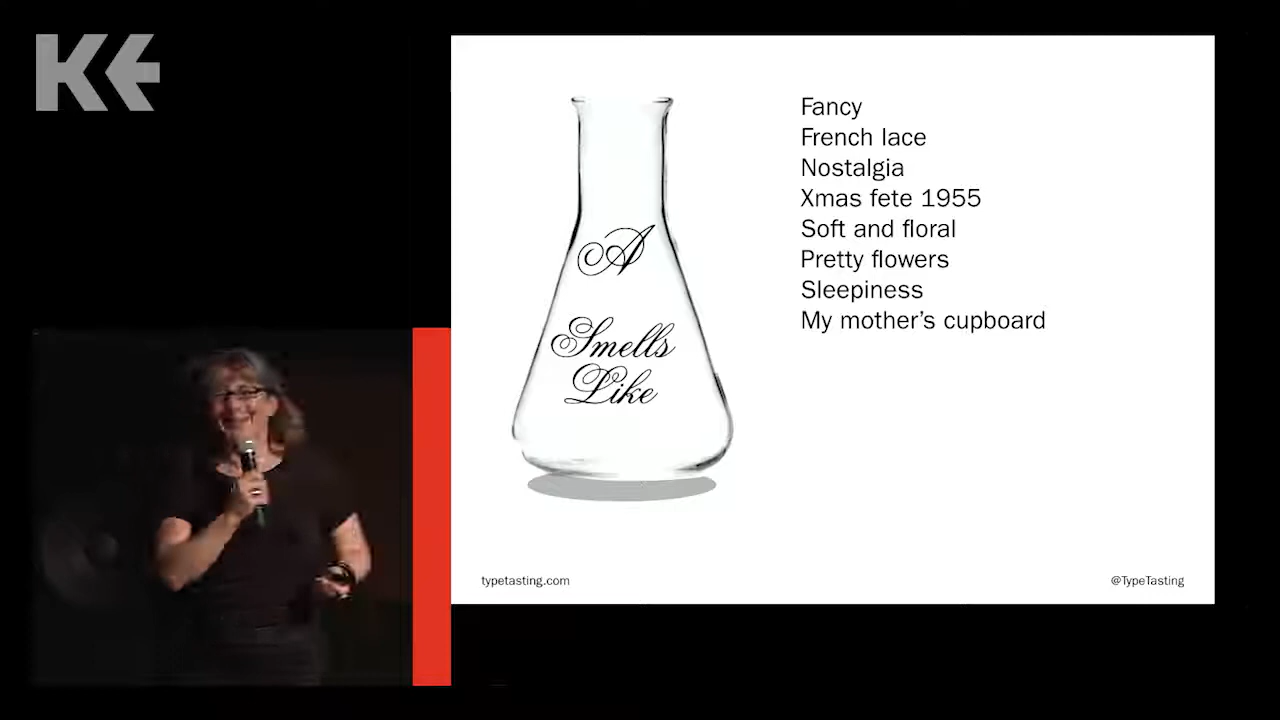 KE
A
Smells
Like
Fancy
French lace
Nostalgia
Xmas fete 1955
Soft and floral
Pretty flowers
Sleepiness
My mother’s cupboard
typetasting.com
@TypeTasting